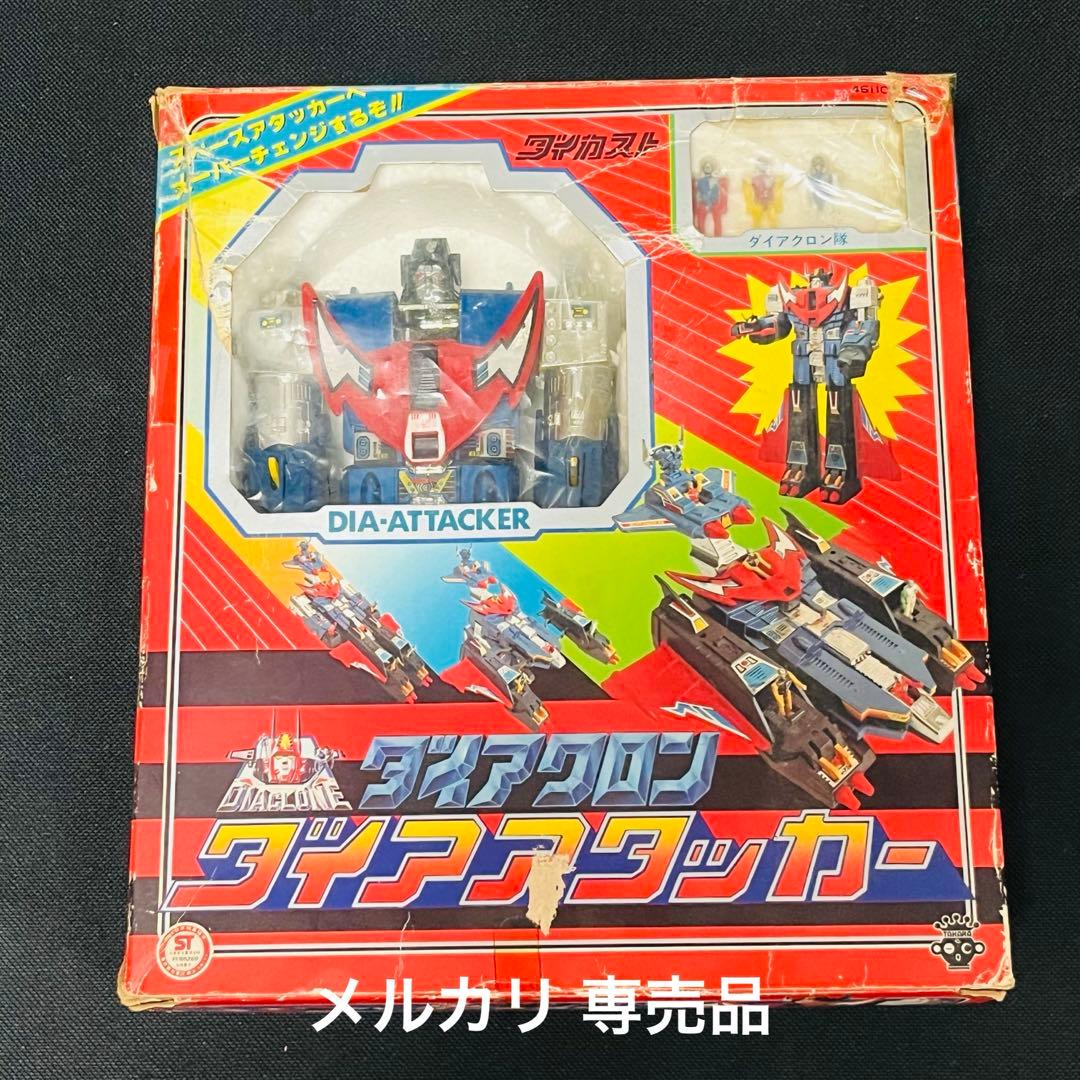 スペースアタッカーへ
スーパーチェンジするぞ!!
ダイカスト
ダイアクロン隊
DIA-ATTACKER
DIACLONE
ダイアクロン
ダイアアタッカー
ST
TAKARA
メルカリ 専売品